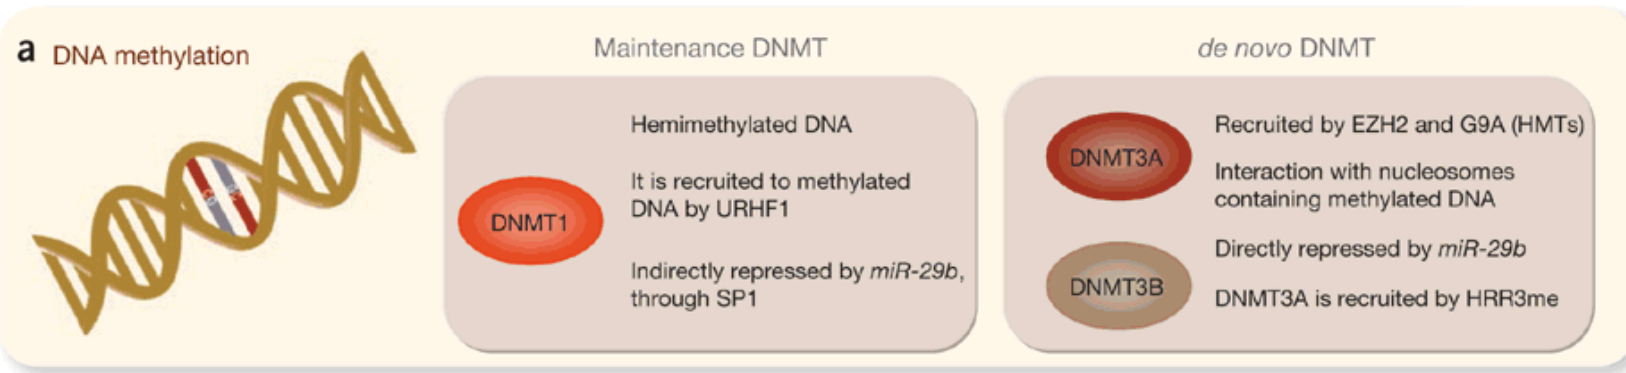 a DNA methylation
Maintenance DNMT
DNMT1
Hemimethylated DNA
It is recruited to methylated
DNA by URHF1
Indirectly repressed by miR-29b,
through SP1
de novo DNMT
DNMT3A
DNMT3B
Recruited by EZH2 and G9A (HMTs)
Interaction with nucleosomes
containing methylated DNA
Directly repressed by miR-29b
DNMT3A is recruited by HRR3me